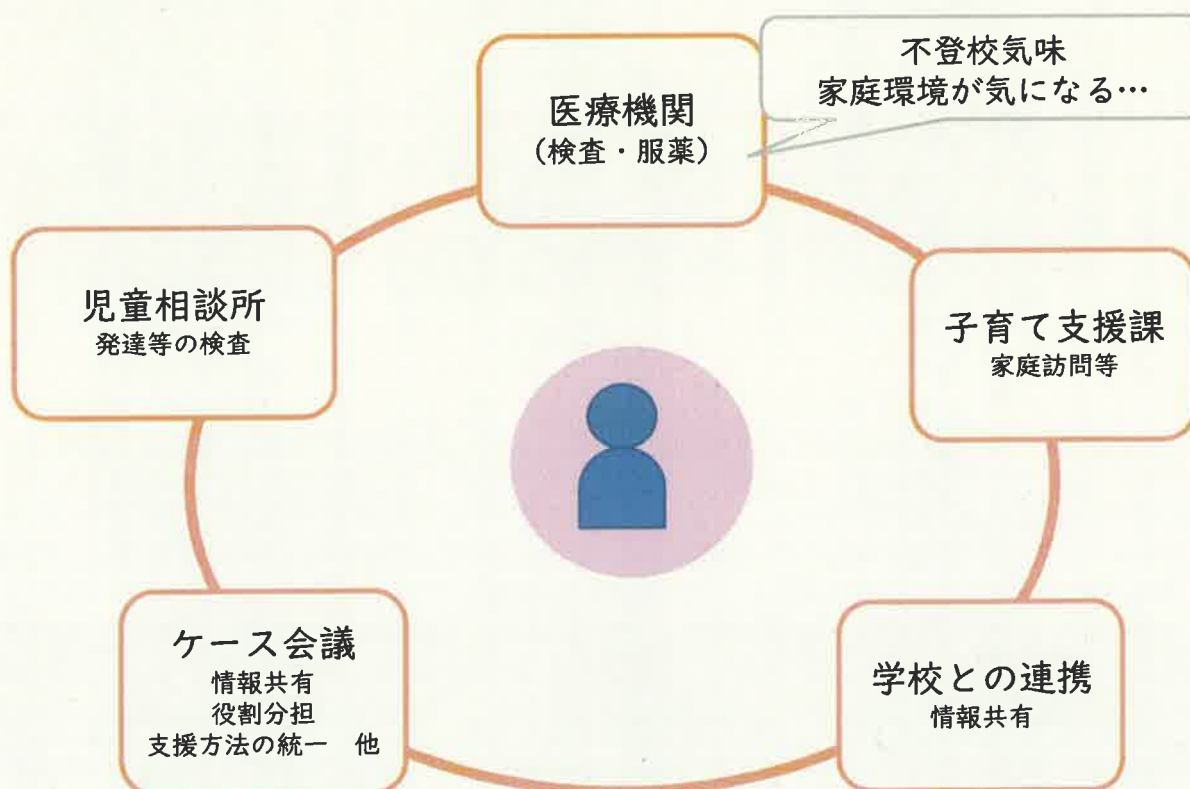 不登校気味
家庭環境が気になる…
医療機関
（検査・服薬）
児童相談所
発達等の検査
子育て支援課
家庭訪問等
ケース会議
情報共有
役割分担
支援方法の統一　他
学校との連携
情報共有